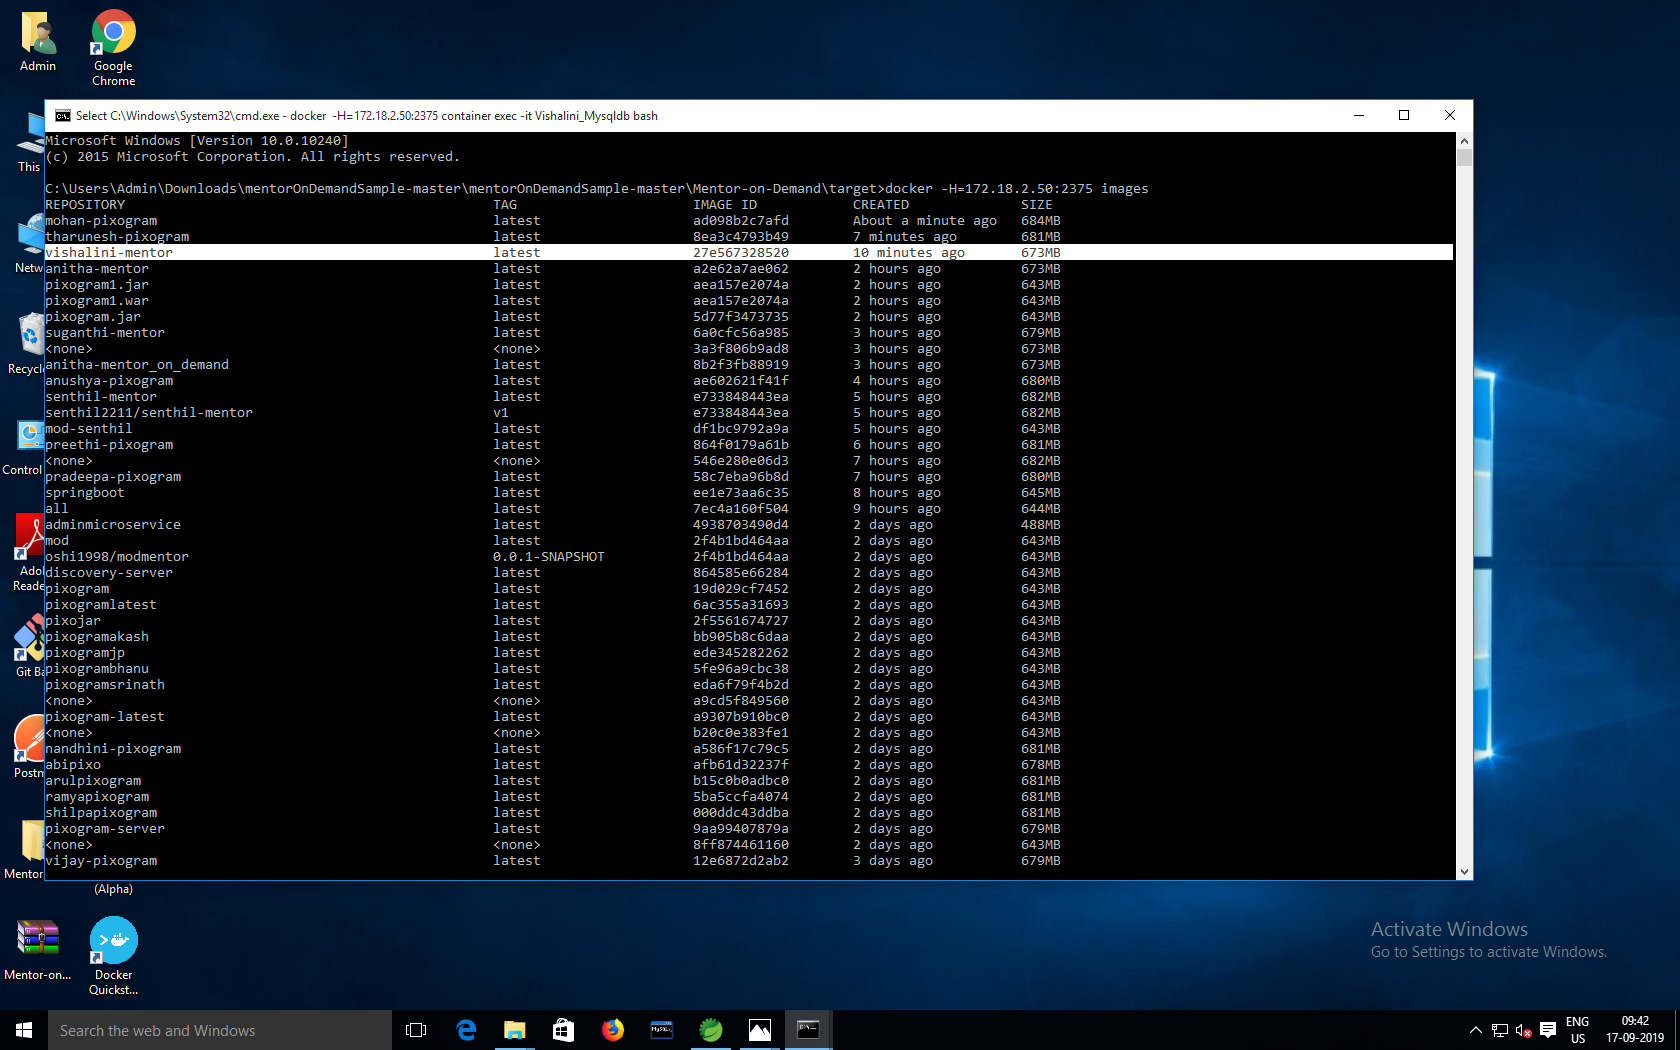 Admin
Google Chrome
This
Netw
Recycle
Control
Ado
Reade
Git Ba
Postm
Mentor
(Alpha)
Mentor-on...
Docker Quickst...
Select C:\Windows\System32\cmd.exe - docker  -H=172.18.2.50:2375 container exec -it Vishalini_Mysqldb bash
Microsoft Windows [Version 10.0.10240]
(c) 2015 Microsoft Corporation. All rights reserved.
C:\Users\Admin\Downloads\mentorOnDemandSample-master\mentorOnDemandSample-master\Mentor-on-Demand\target>docker -H=172.18.2.50:2375 images
REPOSITORY TAG IMAGE ID CREATED SIZE
mohan-pixogram latest ad098b2c7afd About a minute ago 684MB
tharunesh-pixogram latest 8ea3c4793b49 7 minutes ago 681MB
vishalini-mentor latest 27e567328520 10 minutes ago 673MB
anitha-mentor latest a2e62a7ae062 2 hours ago 673MB
pixogram1.jar latest aea157e2074a 2 hours ago 643MB
pixogram1.war latest aea157e2074a 2 hours ago 643MB
pixogram.jar latest 5d77f3473735 2 hours ago 643MB
suganthi-mentor latest 6a0cfc56a985 3 hours ago 679MB
<none> <none> 3a3f806b9ad8 3 hours ago 673MB
anitha-mentor_on_demand latest 8b2f3fb88919 3 hours ago 673MB
anushya-pixogram latest ae602621f41f 4 hours ago 680MB
senthil-mentor latest e733848443ea 5 hours ago 682MB
senthil2211/senthil-mentor v1 e733848443ea 5 hours ago 682MB
mod-senthil latest df1bc9792a9a 5 hours ago 643MB
preethi-pixogram latest 864f0179a61b 6 hours ago 681MB
<none> <none> 546e280e06d3 7 hours ago 682MB
pradeepa-pixogram latest 58c7eba96b8d 7 hours ago 680MB
springboot latest ee1e73aa6c35 8 hours ago 645MB
all latest 7ec4a160f504 9 hours ago 644MB
adminmicroservice latest 4938703490d4 2 days ago 488MB
mod latest 2f4b1bd464aa 2 days ago 643MB
oshi1998/modmentor 0.0.1-SNAPSHOT 2f4b1bd464aa 2 days ago 643MB
discovery-server latest 864585e66284 2 days ago 643MB
pixogram latest 19d029cf7452 2 days ago 643MB
pixogramlatest latest 6ac355a31693 2 days ago 643MB
pixojar latest 2f5561674727 2 days ago 643MB
pixogramakash latest bb905b8c6daa 2 days ago 643MB
pixogramjp latest ede345282262 2 days ago 643MB
pixogrambhanu latest 5fe96a9cbc38 2 days ago 643MB
pixogramsrinath latest eda6f79f4b2d 2 days ago 643MB
<none> <none> a9cd5f849560 2 days ago 643MB
pixogram-latest latest a9307b910bc0 2 days ago 643MB
<none> <none> b20c0e383fe1 2 days ago 643MB
nandhini-pixogram latest a586f17c79c5 2 days ago 681MB
abipixo latest afb61d32237f 2 days ago 678MB
arulpixogram latest b15c0b0adbc0 2 days ago 681MB
ramyapixogram latest 5ba5ccfa4074 2 days ago 681MB
shilpapixogram latest 000ddc43ddba 2 days ago 681MB
pixogram-server latest 9aa99407879a 2 days ago 679MB
<none> <none> 8ff874461160 2 days ago 643MB
vijay-pixogram latest 12e6872d2ab2 3 days ago 679MB
Activate Windows
Go to Settings to activate Windows.
Search the web and Windows
MySQL
ENG
US
09:42
17-09-2019